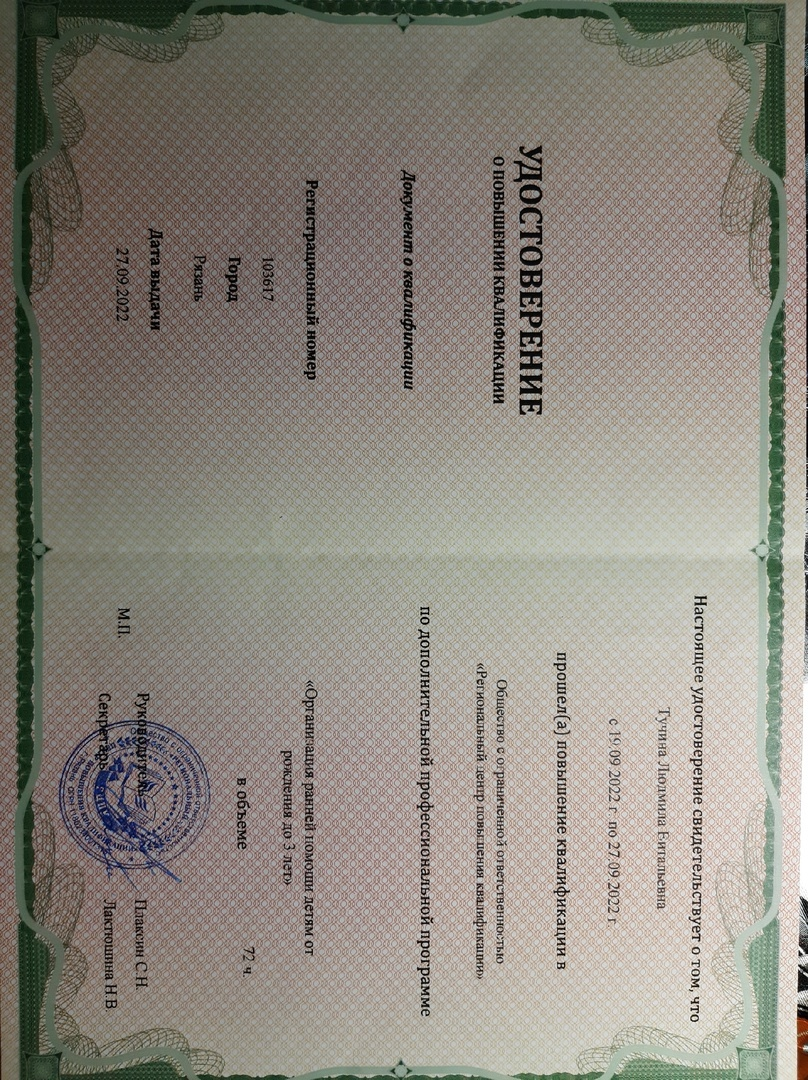 УДОСТОВЕРЕНИЕ
О ПОВЫШЕНИИ КВАЛИФИКАЦИИ
Документ о квалификации
Регистрационный номер
103617
Город
Рязань
Дата выдачи
27.09.2022
Настоящее удостоверение свидетельствует о том, что
Тучина Людмила Витальевна
с 19.09.2022 г. по 27.09.2022 г.
прошел(а) повышение квалификации в
Общество с ограниченной ответственностью
«Региональный центр повышения квалификации»
по дополнительной профессиональной программе
«Организация ранней помощи детям от
рождения до 3 лет»
в объеме
72 ч.
М.П.
Руководитель Плаксин С.Н.
Секретарь Лактюшина Н.В.